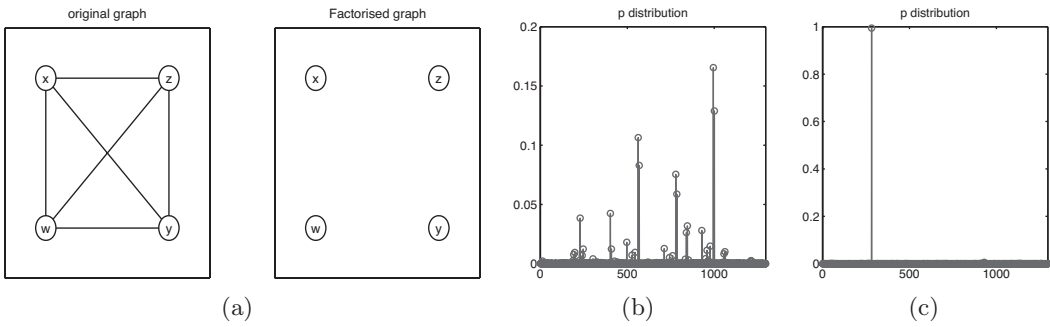 original graph
x
z
w
y
Factorised graph
x
z
w
y
(a)
p distribution
0.2
0.15
0.1
0.05
0
0
500
1000
(b)
p distribution
1
0.8
0.6
0.4
0.2
0
0
500
1000
(c)